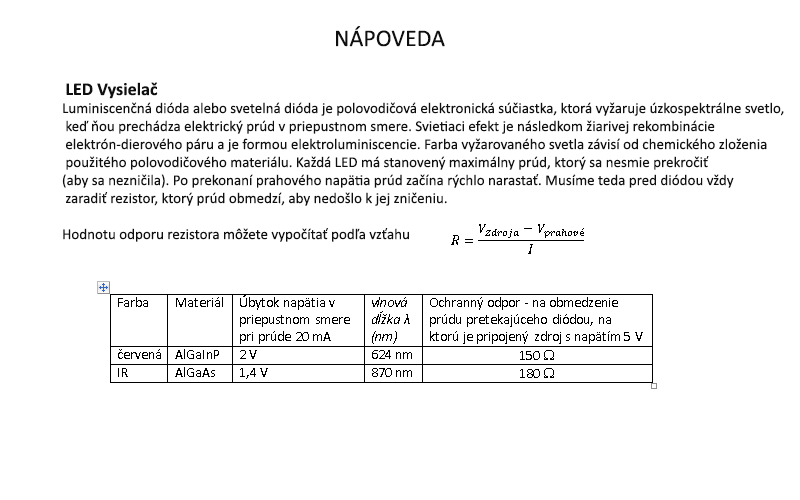 NÁPOVEDA
LED Vysielač
Luminiscenčná dióda alebo svetelná dióda je polovodičová elektronická súčiastka, ktorá vyžaruje úzkospektrálne svetlo,
keď ňou prechádza elektrický prúd v priepustnom smere. Svietiaci efekt je následkom žiarivej rekombinácie
elektrón-dierového páru a je formou elektroluminiscencie. Farba vyžarovaného svetla závisí od chemického zloženia
použitého polovodičového materiálu. Každá LED má stanovený maximálny prúd, ktorý sa nesmie prekročiť
(aby sa nezničila). Po prekonaní prahového napätia prúd začína rýchlo narastať. Musíme teda pred diódou vždy
zaradiť rezistor, ktorý prúd obmedzí, aby nedošlo k jej zničeniu.
Hodnotu odporu rezistora môžete vypočítať podľa vzťahu R = (V_Zdroja − V_prahové) / I
Farba Materiál Úbytok napätia v priepustnom smere pri prúde 20 mA vlnová dĺžka λ (nm) Ochranný odpor - na obmedzenie prúdu pretekajúceho diódou, na ktorú je pripojený zdroj s napätím 5 V
červená AlGaInP 2 V 624 nm 150 Ω
IR AlGaAs 1,4 V 870 nm 180 Ω